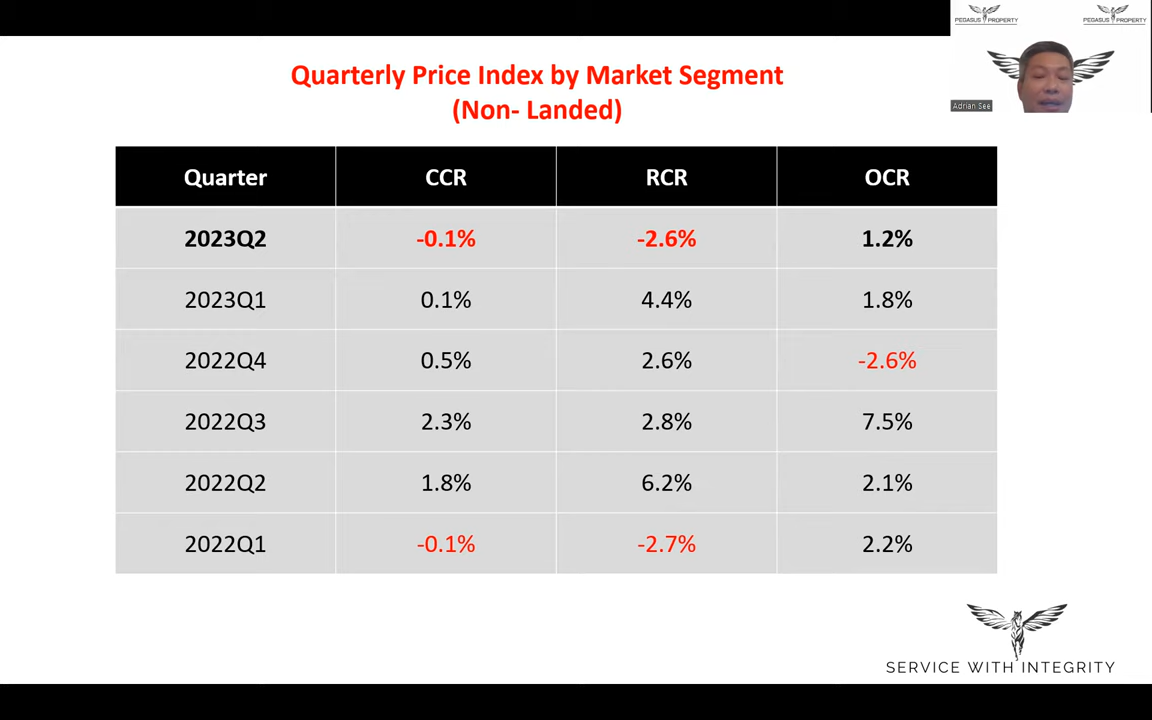 PEGASUS PROPERTY
PEGASUS PROPERTY
Adrian See
Quarterly Price Index by Market Segment
(Non- Landed)
Quarter CCR RCR OCR
2023Q2 -0.1% -2.6% 1.2%
2023Q1 0.1% 4.4% 1.8%
2022Q4 0.5% 2.6% -2.6%
2022Q3 2.3% 2.8% 7.5%
2022Q2 1.8% 6.2% 2.1%
2022Q1 -0.1% -2.7% 2.2%
SERVICE WITH INTEGRITY